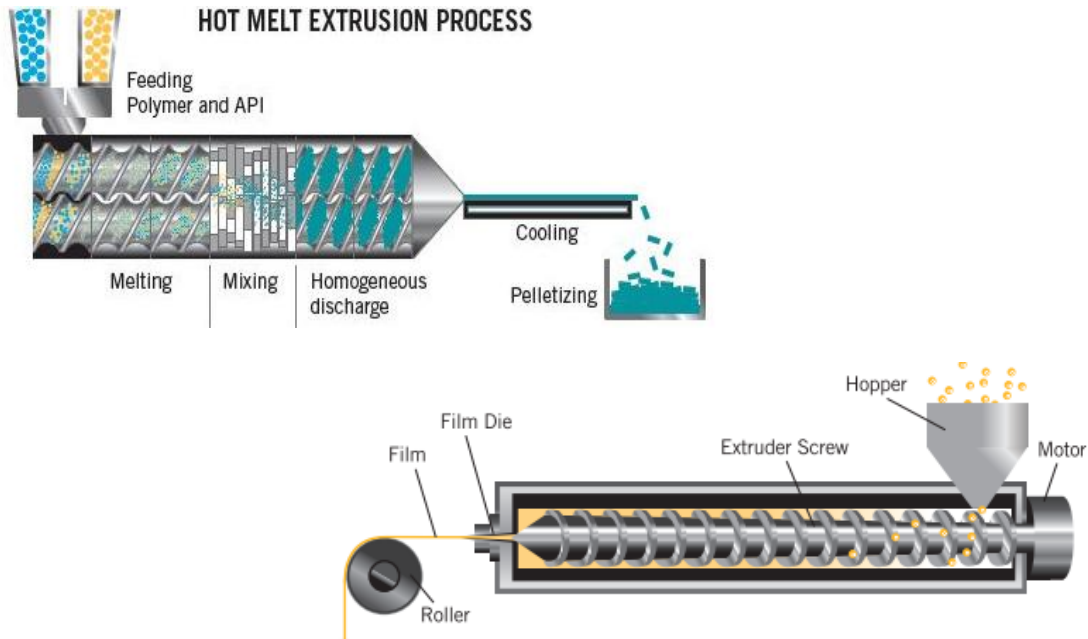 HOT MELT EXTRUSION PROCESS
Feeding
Polymer and API
Melting
Mixing
Homogeneous
discharge
Cooling
Pelletizing
Hopper
Film Die
Motor
Film
Extruder Screw
Roller